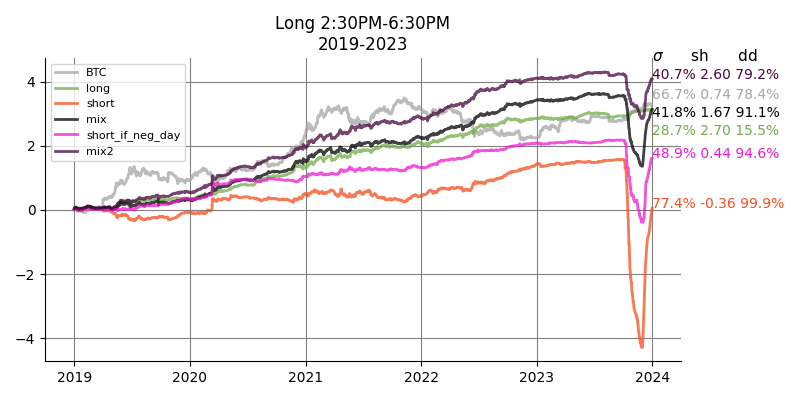 Long 2:30PM-6:30PM
2019-2023
σ sh dd
BTC
long
short
mix
short_if_neg_day
mix2
40.7% 2.60 79.2%
66.7% 0.74 78.4%
41.8% 1.67 91.1%
28.7% 2.70 15.5%
48.9% 0.44 94.6%
77.4% -0.36 99.9%
4
2
0
−2
−4
2019 2020 2021 2022 2023 2024